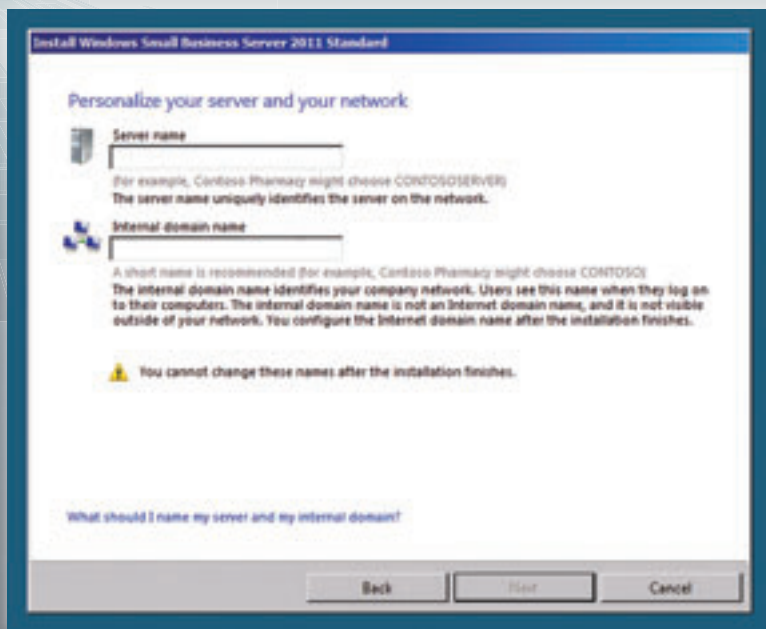 Install Windows Small Business Server 2011 Standard
Personalize your server and your network
Server name
(for example, Contoso Pharmacy might choose CONTOSOSERVER)
The server name uniquely identifies the server on the network.
Internal domain name
A short name is recommended (for example, Contoso Pharmacy might choose CONTOSO)
The internal domain name identifies your company network. Users see this name when they log on
to their computers. The internal domain name is not an Internet domain name, and it is not visible
outside of your network. You configure the Internet domain name after the installation finishes.
You cannot change these names after the installation finishes.
What should I name my server and my internal domain?
Back
Next
Cancel